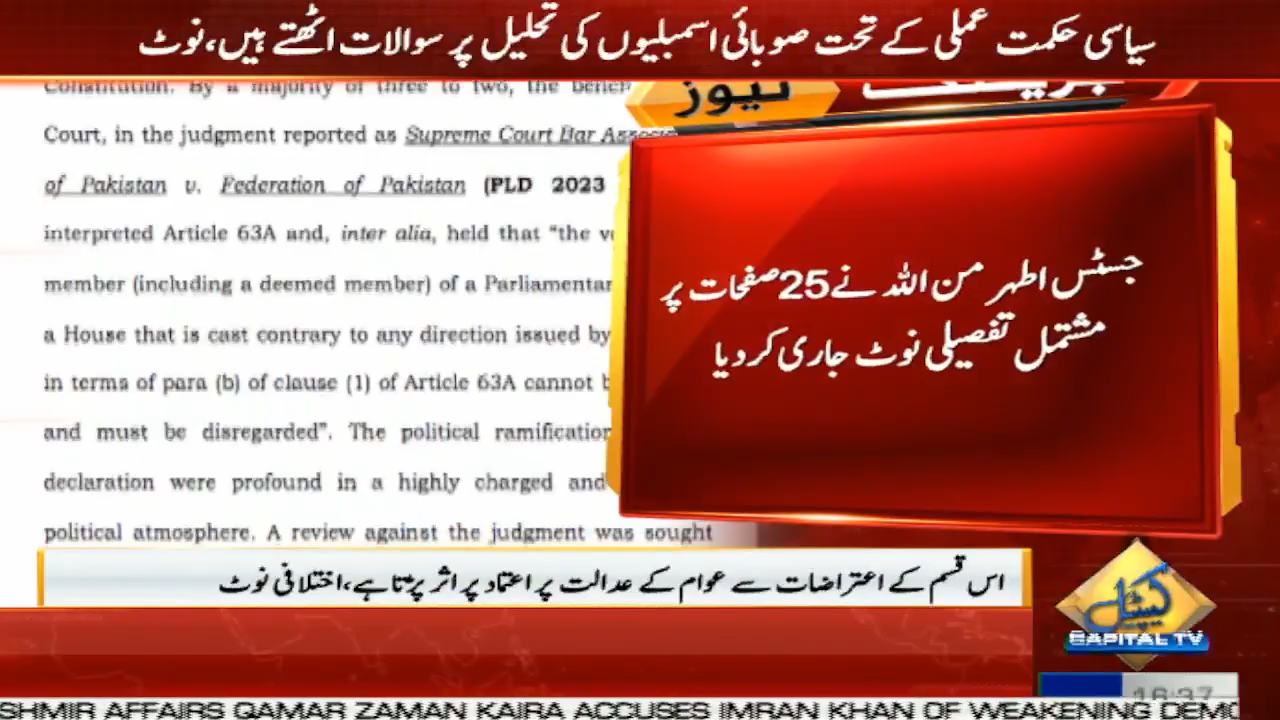 سیاسی حکمت عملی کے تحت صوبائی اسمبلیوں کی تحلیل پر سوالات اٹھتے ہیں،نوٹ
Constitution. By a majority of three to two, the bench
Court, in the judgment reported as Supreme Court Bar
of Pakistan v. Federation of Pakistan (PLD 2023
interpreted Article 63A and, inter alia, held that “the
member (including a deemed member) of a
a House that is cast contrary to any direction issued by
in terms of para (b) of clause (1) of Article 63A cannot
and must be disregarded”. The political
declaration were profound in a highly charged and
political atmosphere. A review against the judgment was sought
نیوز
جسٹس اطہر من اللہ نے 25 صفحات پر
مشتمل تفصیلی نوٹ جاری کردیا
اس قسم کے اعتراضات سے عوام کے عدالت پر اعتماد پر اثر پڑتا ہے،اختلافی نوٹ
کیپٹل
CAPITAL TV
16:37
SHMIR AFFAIRS QAMAR ZAMAN KAIRA ACCUSES IMRAN KHAN OF WEAKENING DEMO